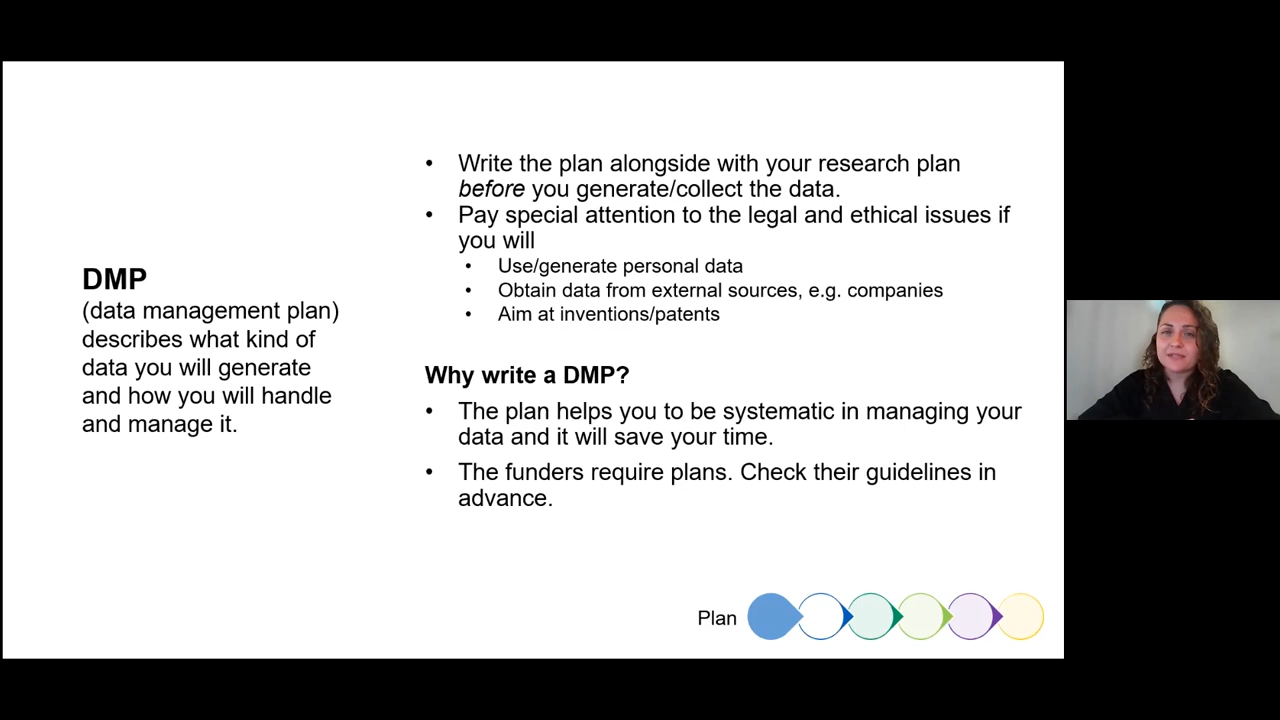 DMP
(data management plan)
describes what kind of
data you will generate
and how you will handle
and manage it.
• Write the plan alongside with your research plan
before you generate/collect the data.
• Pay special attention to the legal and ethical issues if
you will
• Use/generate personal data
• Obtain data from external sources, e.g. companies
• Aim at inventions/patents
Why write a DMP?
• The plan helps you to be systematic in managing your
data and it will save your time.
• The funders require plans. Check their guidelines in
advance.
Plan